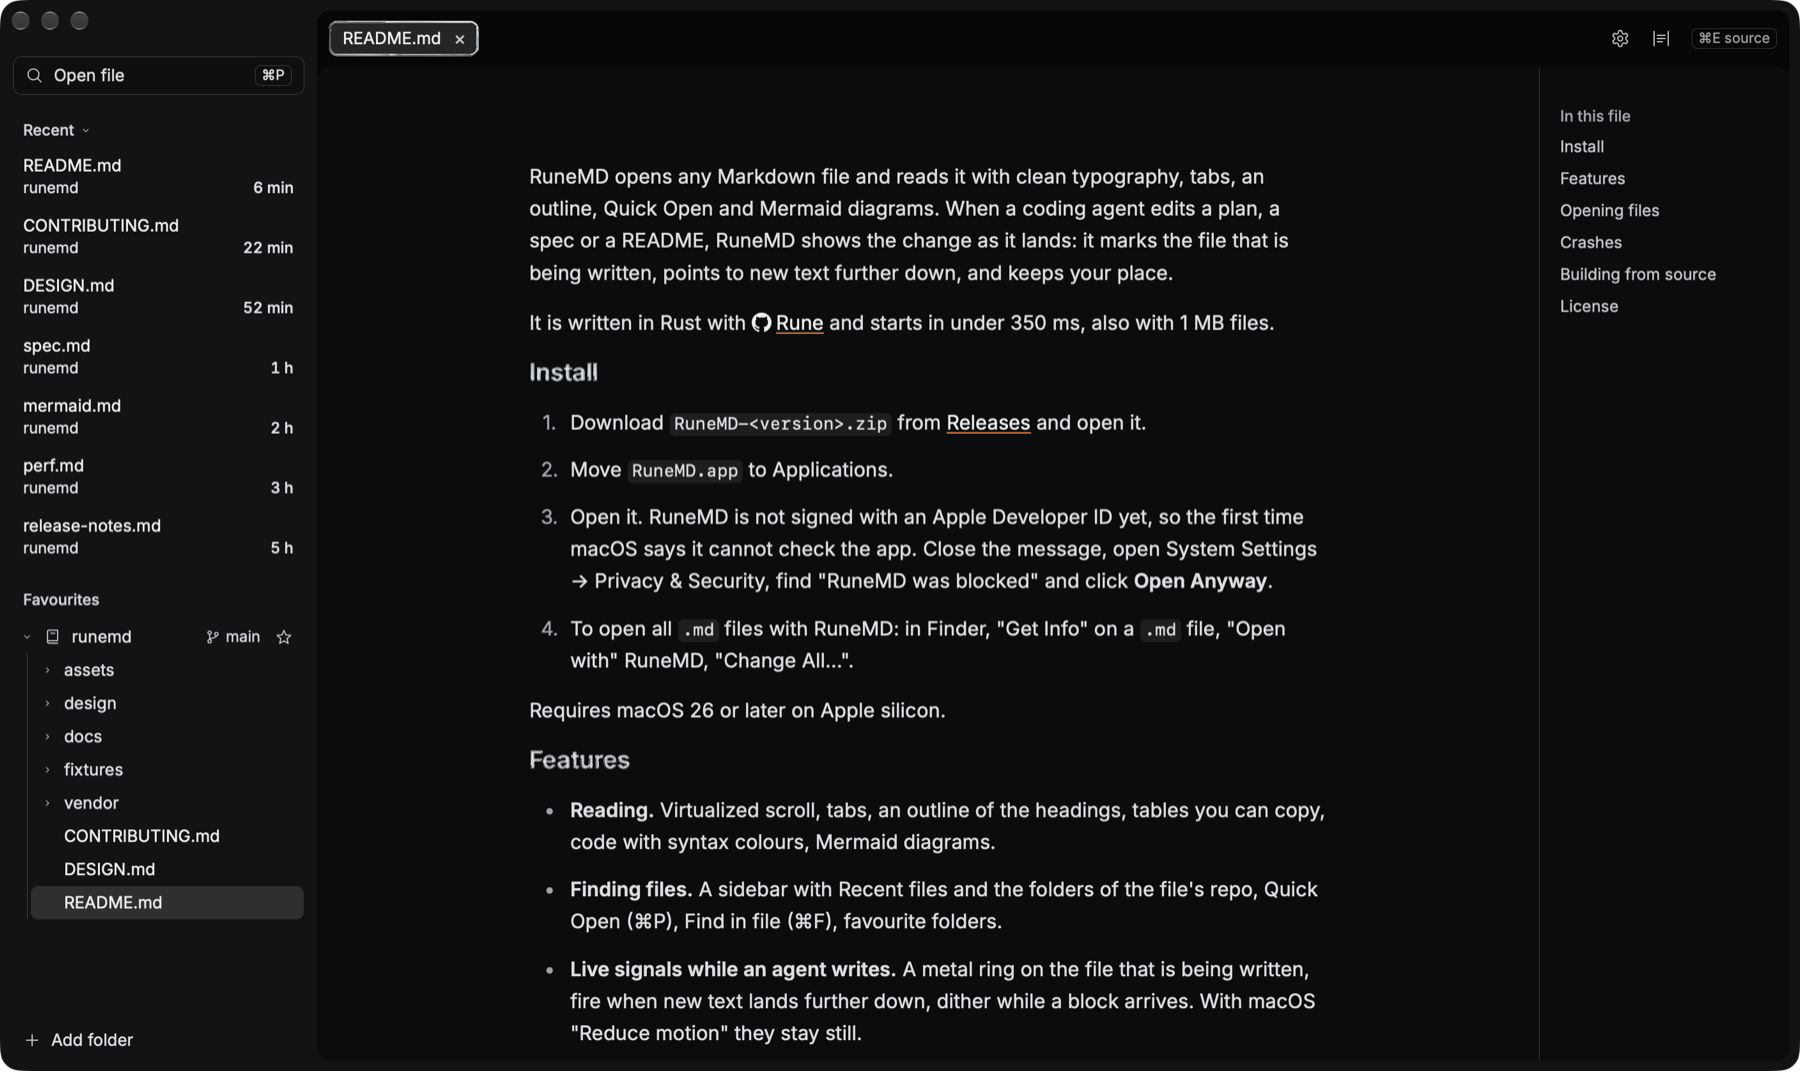 README.md ×
⌘E source
Open file ⌘P
Recent
README.md
runemd 6 min
CONTRIBUTING.md
runemd 22 min
DESIGN.md
runemd 52 min
spec.md
runemd 1 h
mermaid.md
runemd 2 h
perf.md
runemd 3 h
release-notes.md
runemd 5 h
Favourites
runemd main
assets
design
docs
fixtures
vendor
CONTRIBUTING.md
DESIGN.md
README.md
+ Add folder
RuneMD opens any Markdown file and reads it with clean typography, tabs, an
outline, Quick Open and Mermaid diagrams. When a coding agent edits a plan, a
spec or a README, RuneMD shows the change as it lands: it marks the file that is
being written, points to new text further down, and keeps your place.
It is written in Rust with Rune and starts in under 350 ms, also with 1 MB files.
Install
1. Download RuneMD-<version>.zip from Releases and open it.
2. Move RuneMD.app to Applications.
3. Open it. RuneMD is not signed with an Apple Developer ID yet, so the first time
macOS says it cannot check the app. Close the message, open System Settings
→ Privacy & Security, find "RuneMD was blocked" and click Open Anyway.
4. To open all .md files with RuneMD: in Finder, "Get Info" on a .md file, "Open
with" RuneMD, "Change All...".
Requires macOS 26 or later on Apple silicon.
Features
• Reading. Virtualized scroll, tabs, an outline of the headings, tables you can copy,
code with syntax colours, Mermaid diagrams.
• Finding files. A sidebar with Recent files and the folders of the file's repo, Quick
Open (⌘P), Find in file (⌘F), favourite folders.
• Live signals while an agent writes. A metal ring on the file that is being written,
fire when new text lands further down, dither while a block arrives. With macOS
"Reduce motion" they stay still.
In this file
Install
Features
Opening files
Crashes
Building from source
License